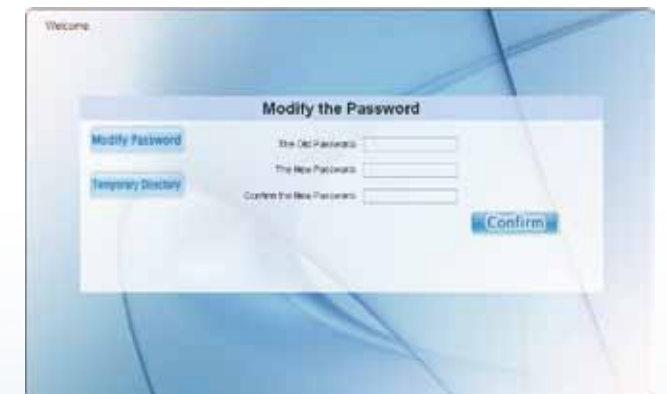 Welcome
Modify the Password
Modify Password
The Old Password:
The New Password:
Temporary Directory
Confirm the New Password:
Confirm